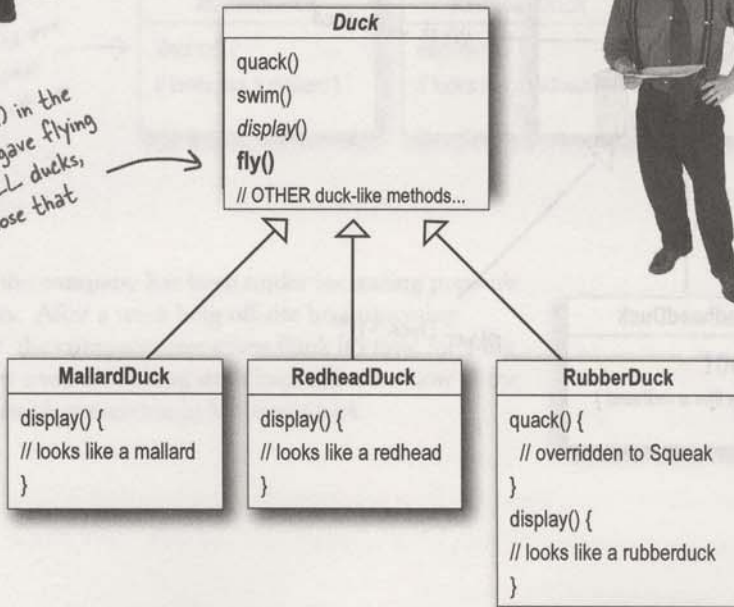 Duck
quack()
swim()
display()
fly()
// OTHER duck-like methods...
) in the
gave flying
LL ducks,
ose that
MallardDuck
display() {
// looks like a mallard
}
RedheadDuck
display() {
// looks like a redhead
}
RubberDuck
quack() {
// overridden to Squeak
}
display() {
// looks like a rubberduck
}